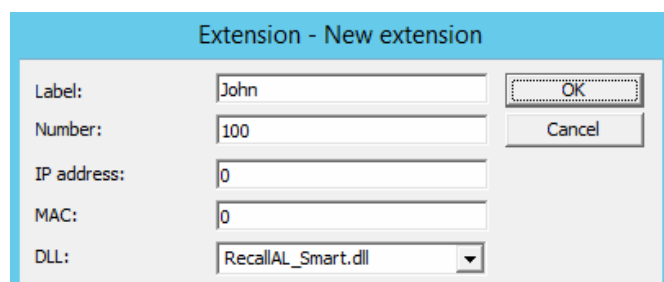 Extension - New extension
Label: John OK
Number: 100 Cancel
IP address: 0
MAC: 0
DLL: RecallAL_Smart.dll